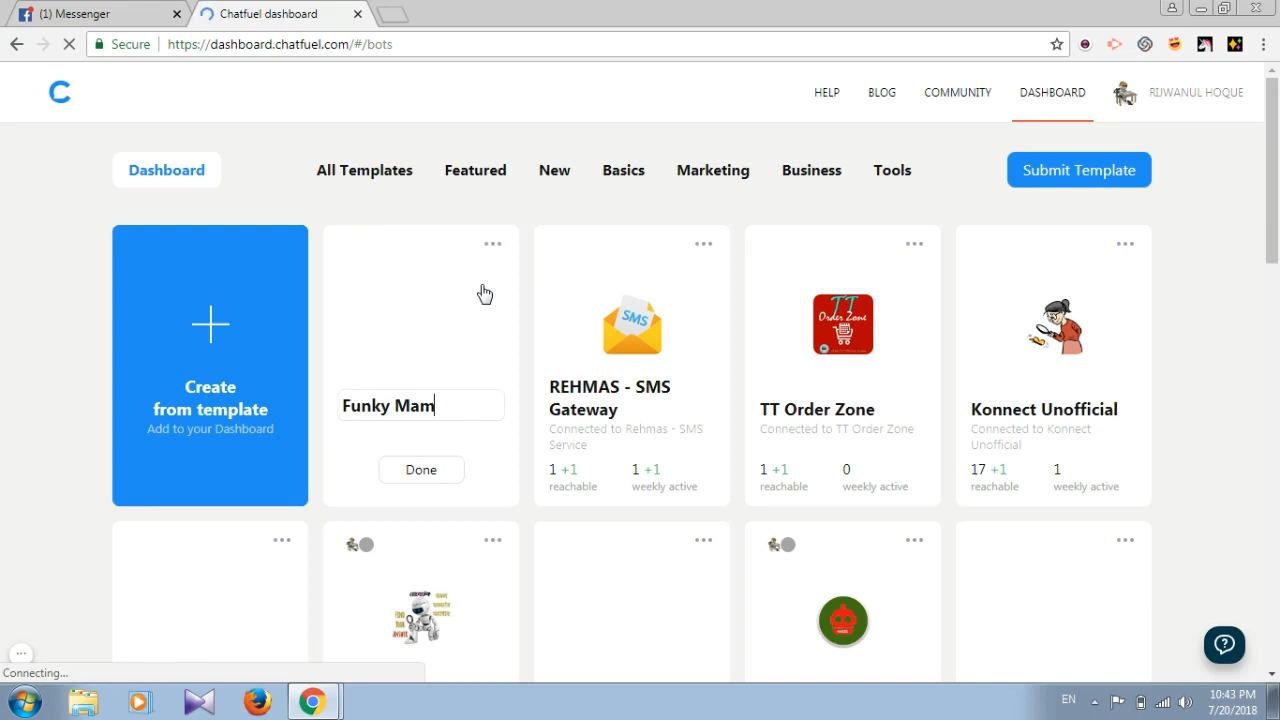 (1) Messenger
Chatfuel dashboard
Secure
https://dashboard.chatfuel.com/#/bots
HELP
BLOG
COMMUNITY
DASHBOARD
RIJWANUL HOQUE
Dashboard
All Templates
Featured
New
Basics
Marketing
Business
Tools
Submit Template
Create
from template
Add to your Dashboard
Funky Mam
Done
SMS
REHMAS - SMS
Gateway
Connected to Rehmas - SMS
Service
1 +1
1 +1
reachable
weekly active
TT
Order Zone
TT Order Zone
Connected to TT Order Zone
1 +1
0
reachable
weekly active
Konnect Unofficial
Connected to Konnect
Unofficial
17 +1
1
reachable
weekly active
Connecting...
EN
10:43 PM
7/20/2018